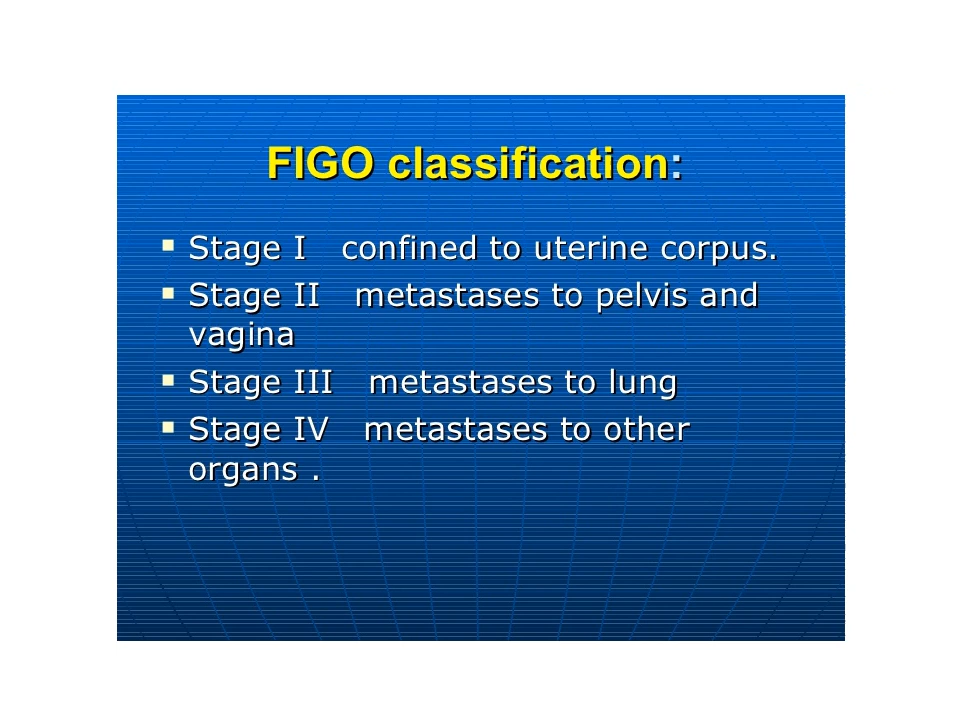 FIGO classification:
Stage I confined to uterine corpus.
Stage II metastases to pelvis and
vagina
Stage III metastases to lung
Stage IV metastases to other
organs .